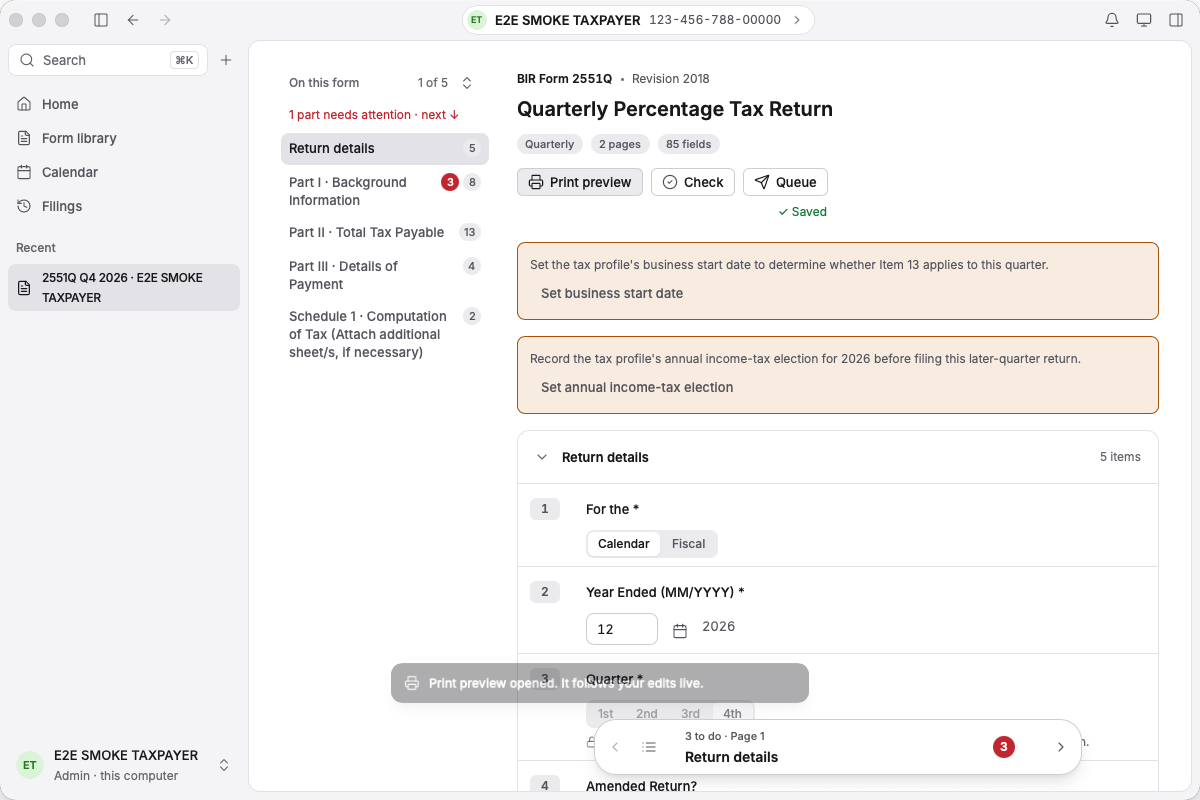 ET E2E SMOKE TAXPAYER 123-456-788-00000
Search ⌘K
Home
Form library
Calendar
Filings
Recent
2551Q Q4 2026 · E2E SMOKE
TAXPAYER
ET E2E SMOKE TAXPAYER
Admin · this computer
On this form 1 of 5
1 part needs attention · next ↓
Return details 5
Part I · Background
Information 3 8
Part II · Total Tax Payable 13
Part III · Details of
Payment 4
Schedule 1 · Computation
of Tax (Attach additional
sheet/s, if necessary) 2
BIR Form 2551Q · Revision 2018
Quarterly Percentage Tax Return
Quarterly 2 pages 85 fields
Print preview Check Queue
✓ Saved
Set the tax profile's business start date to determine whether Item 13 applies to this quarter.
Set business start date
Record the tax profile's annual income-tax election for 2026 before filing this later-quarter return.
Set annual income-tax election
Return details 5 items
1 For the *
Calendar Fiscal
2 Year Ended (MM/YYYY) *
12 2026
3 Quarter *
Print preview opened. It follows your edits live.
1st 2nd 3rd 4th
3 to do · Page 1
Return details 3
4 Amended Return?